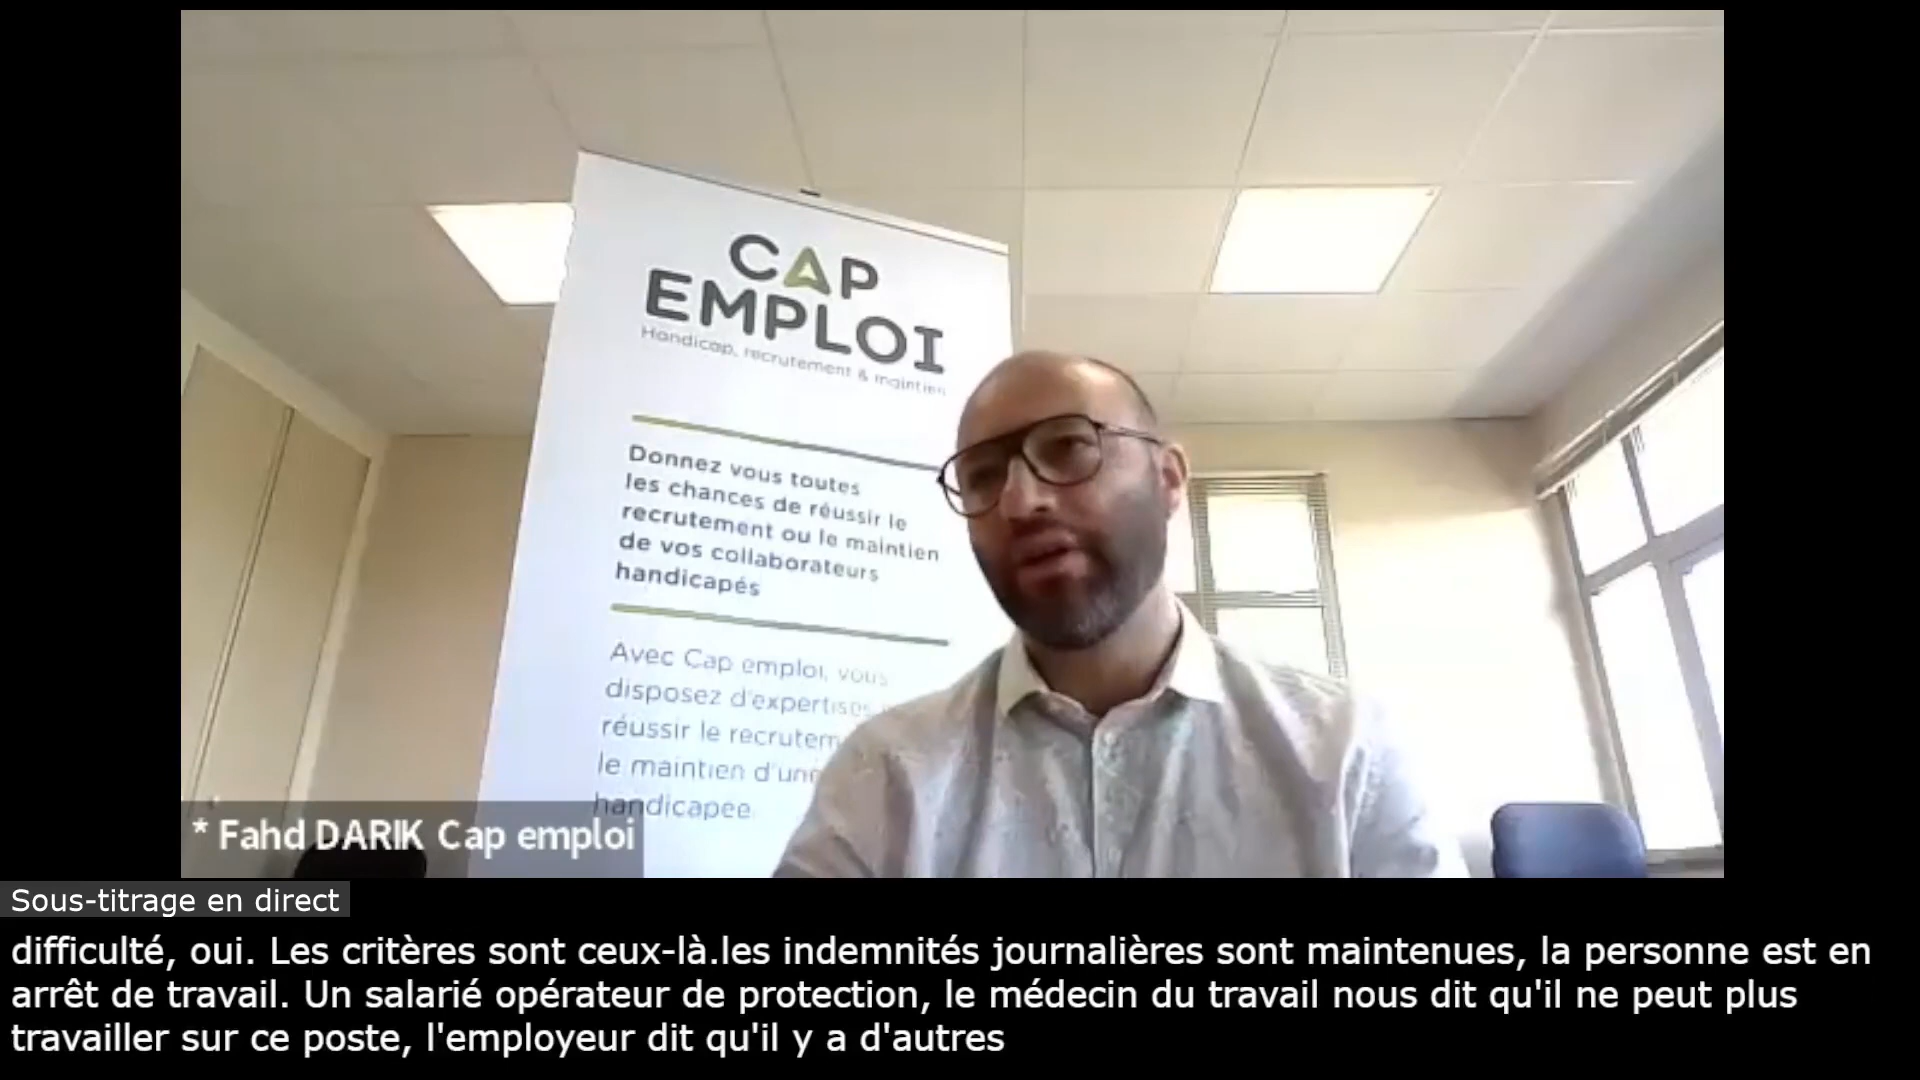 CAP
EMPLOI
Handicap, recrutement & maintien
Donnez vous toutes
les chances de réussir le
recrutement ou le maintien
de vos collaborateurs
handicapés
Avec Cap emploi, vous
disposez d'expertises
réussir le recrutem
le maintien d'une
handicapée
* Fahd DARIK Cap emploi
Sous-titrage en direct
difficulté, oui. Les critères sont ceux-là.les indemnités journalières sont maintenues, la personne est en
arrêt de travail. Un salarié opérateur de protection, le médecin du travail nous dit qu'il ne peut plus
travailler sur ce poste, l'employeur dit qu'il y a d'autres